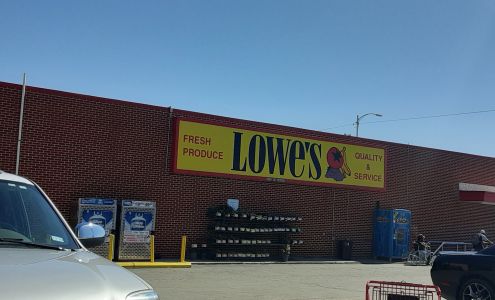 FRESH
PRODUCE
LOWE'S
QUALITY
&
SERVICE